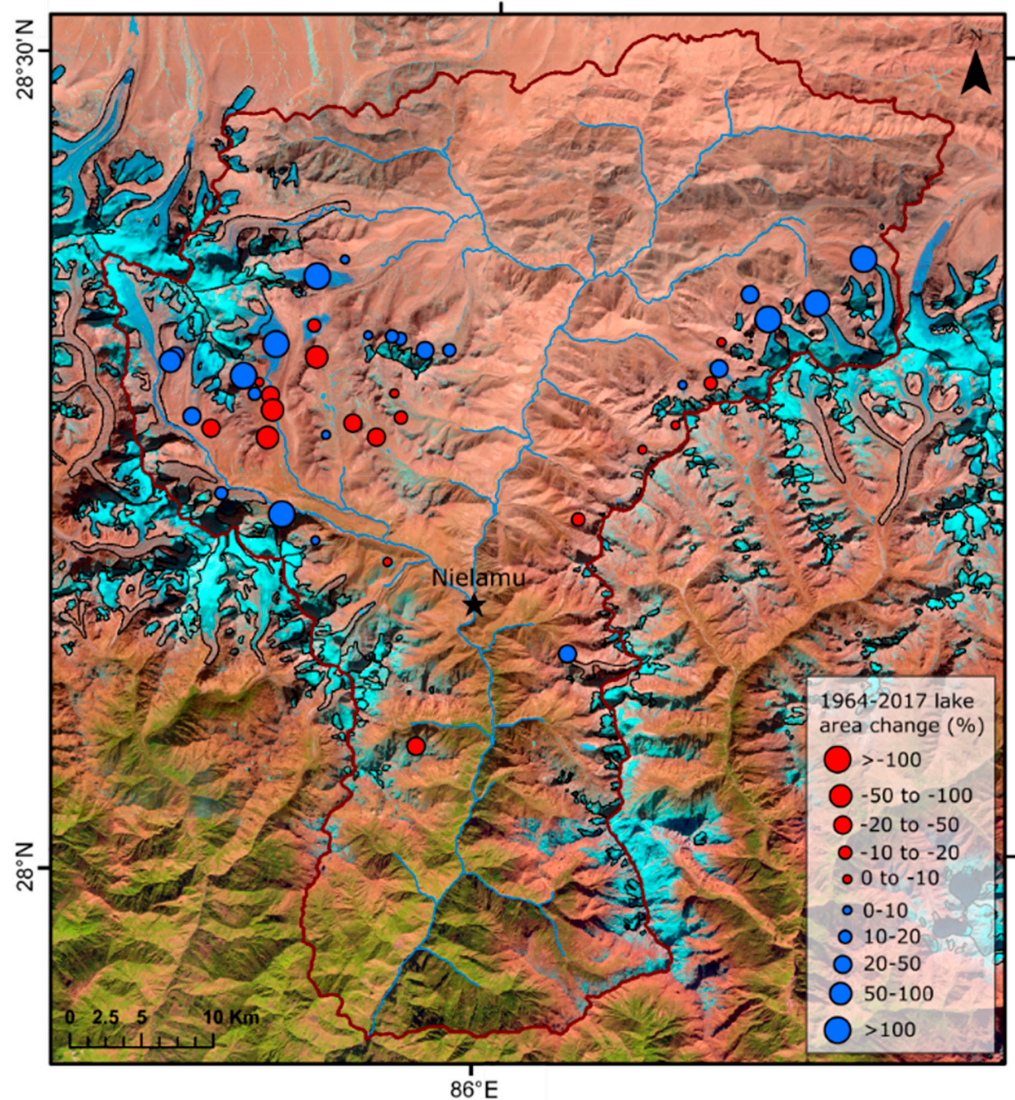 28°30'N
N
Nielamu
1964-2017 lake
area change (%)
>-100
-50 to -100
-20 to -50
-10 to -20
0 to -10
0-10
10-20
20-50
50-100
>100
28°N
0 2.5 5 10 Km
86°E